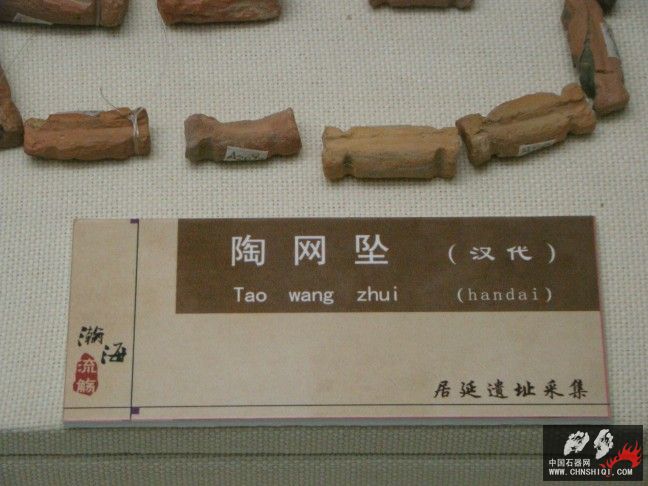 陶网坠 (汉代)
Tao wang zhui (handai)
瀚海
流觞
居延遗址采集
中国石器网
WWW.CHNSHIQI.COM